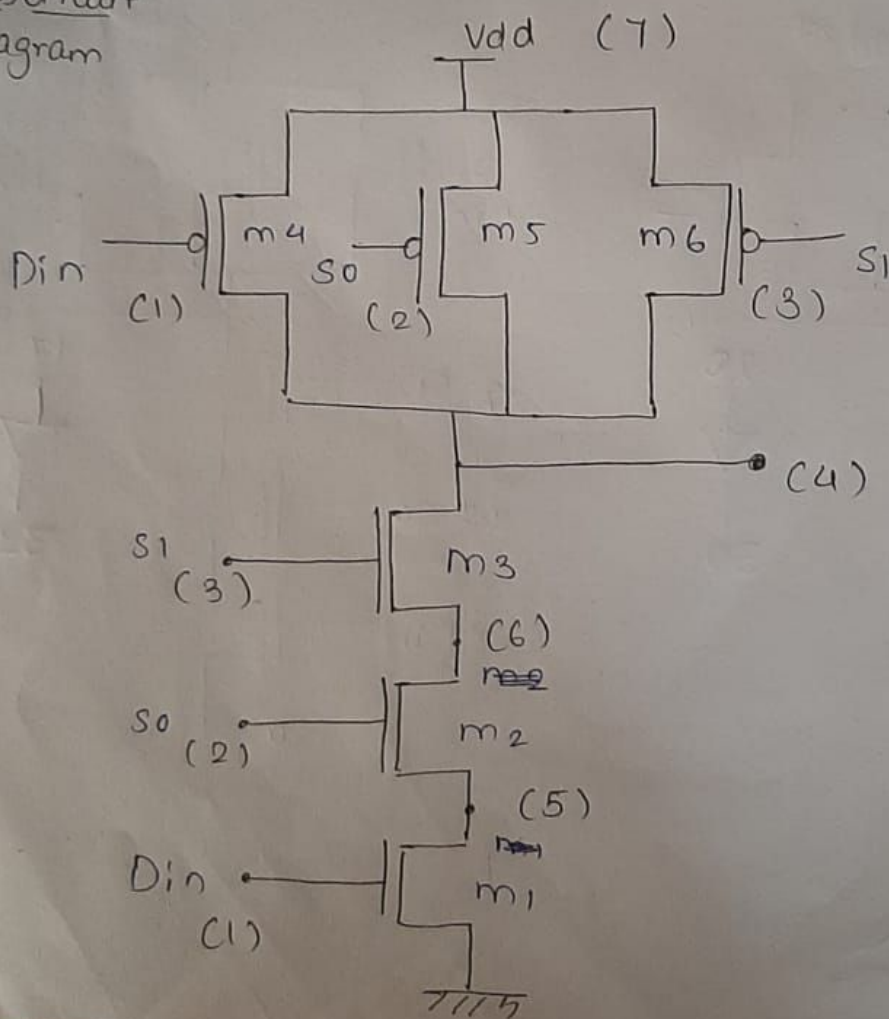 agram
Vdd (7)
Din
(1)
m4
S0
(2)
m5
m6
S1
(3)
(4)
S1
(3)
m3
(6)
S0
(2)
m2
(5)
Din
(1)
m1